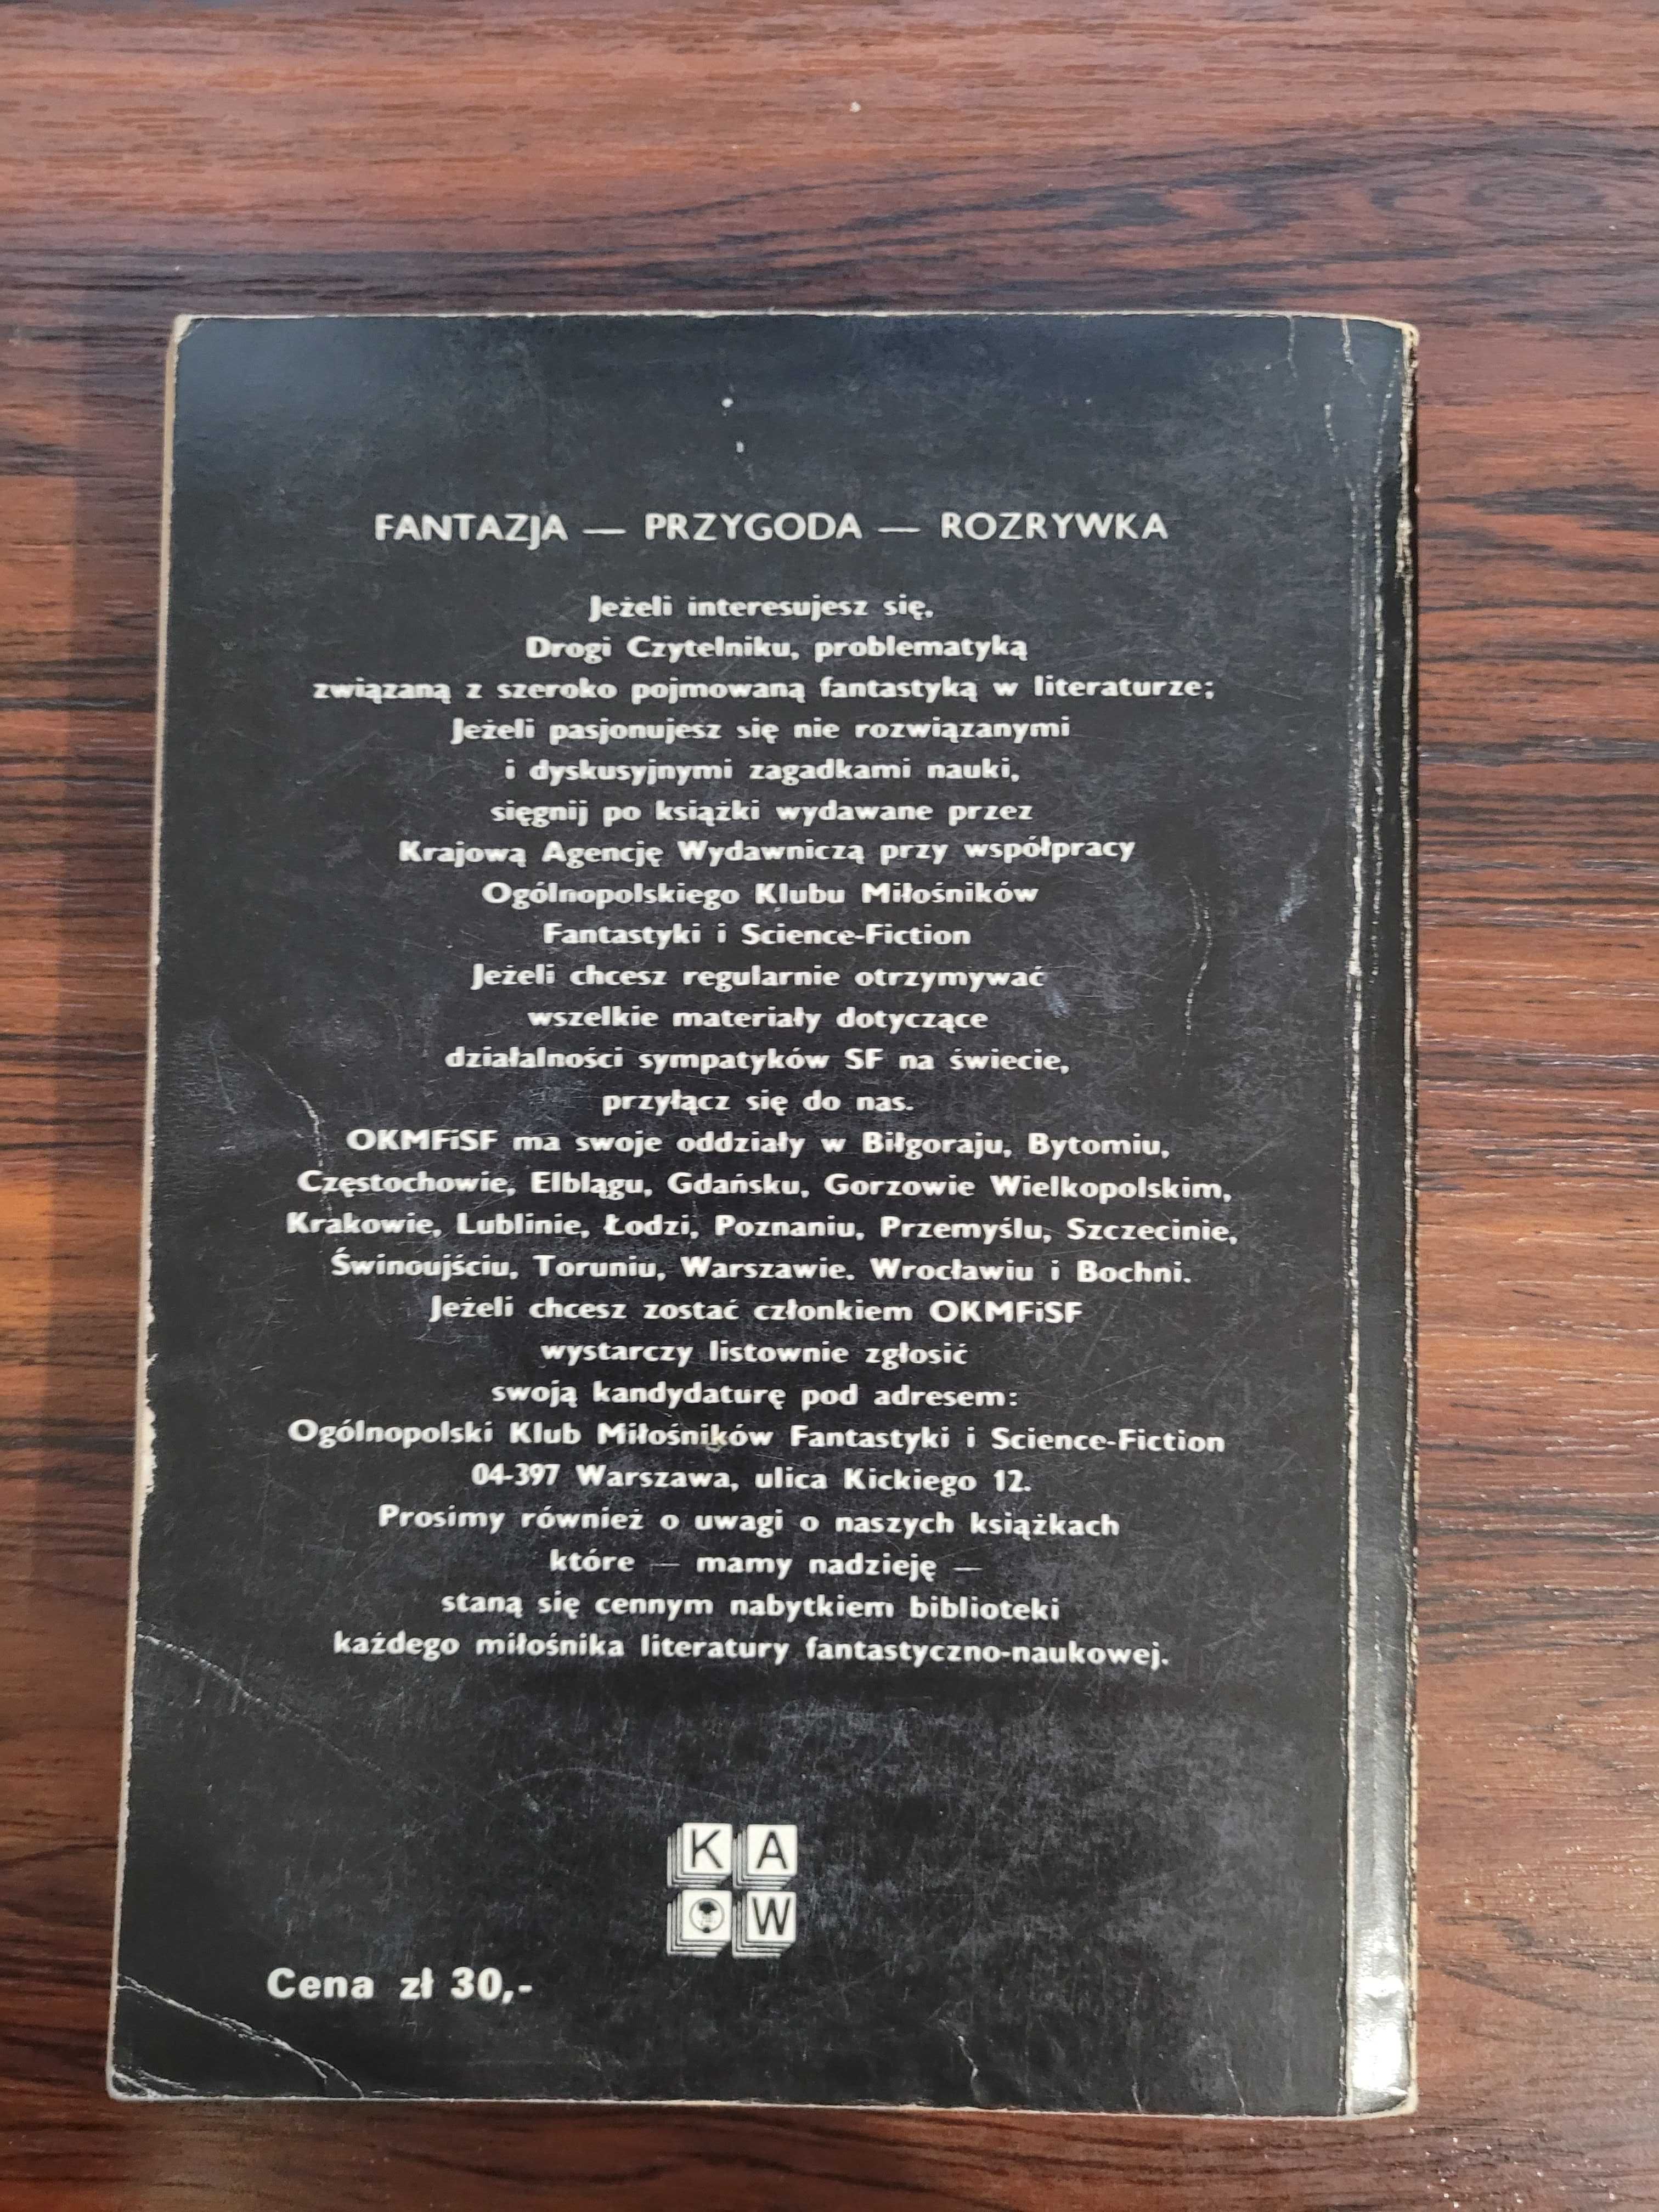 FANTAZJA — PRZYGODA — ROZRYWKA
Jeżeli interesujesz się,
Drogi Czytelniku, problematyką
związaną z szeroko pojmowaną fantastyką w literaturze;
Jeżeli pasjonujesz się nie rozwiązanymi
i dyskusyjnymi zagadkami nauki,
sięgnij po książki wydawane przez
Krajową Agencję Wydawniczą przy współpracy
Ogólnopolskiego Klubu Miłośników
Fantastyki i Science-Fiction
Jeżeli chcesz regularnie otrzymywać
wszelkie materiały dotyczące
działalności sympatyków SF na świecie,
przyłącz się do nas.
OKMFiSF ma swoje oddziały w Biłgoraju, Bytomiu,
Częstochowie, Elblągu, Gdańsku, Gorzowie Wielkopolskim,
Krakowie, Lublinie, Łodzi, Poznaniu, Przemyślu, Szczecinie,
Świnoujściu, Toruniu, Warszawie. Wrocławiu i Bochni.
Jeżeli chcesz zostać członkiem OKMFiSF
wystarczy listownie zgłosić
swoją kandydaturę pod adresem:
Ogólnopolski Klub Miłośników Fantastyki i Science-Fiction
04-397 Warszawa, ulica Kickiego 12.
Prosimy również o uwagi o naszych książkach
które — mamy nadzieję —
staną się cennym nabytkiem biblioteki
każdego miłośnika literatury fantastyczno-naukowej.
K A
W
Cena zł 30,-